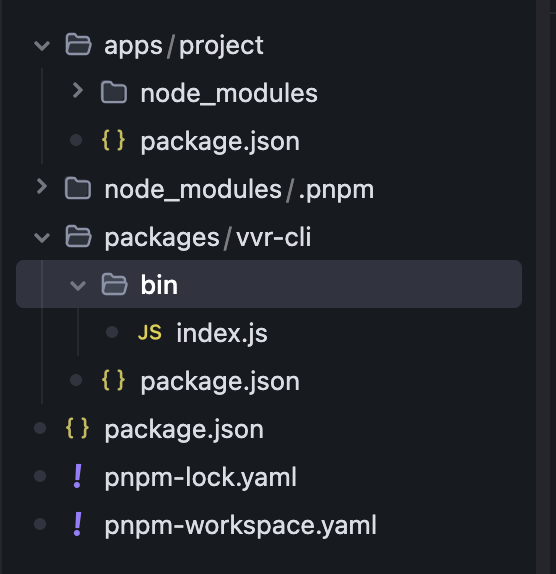 apps/project
node_modules
{} package.json
node_modules/.pnpm
packages/vvr-cli
bin
JS index.js
{} package.json
{} package.json
! pnpm-lock.yaml
! pnpm-workspace.yaml